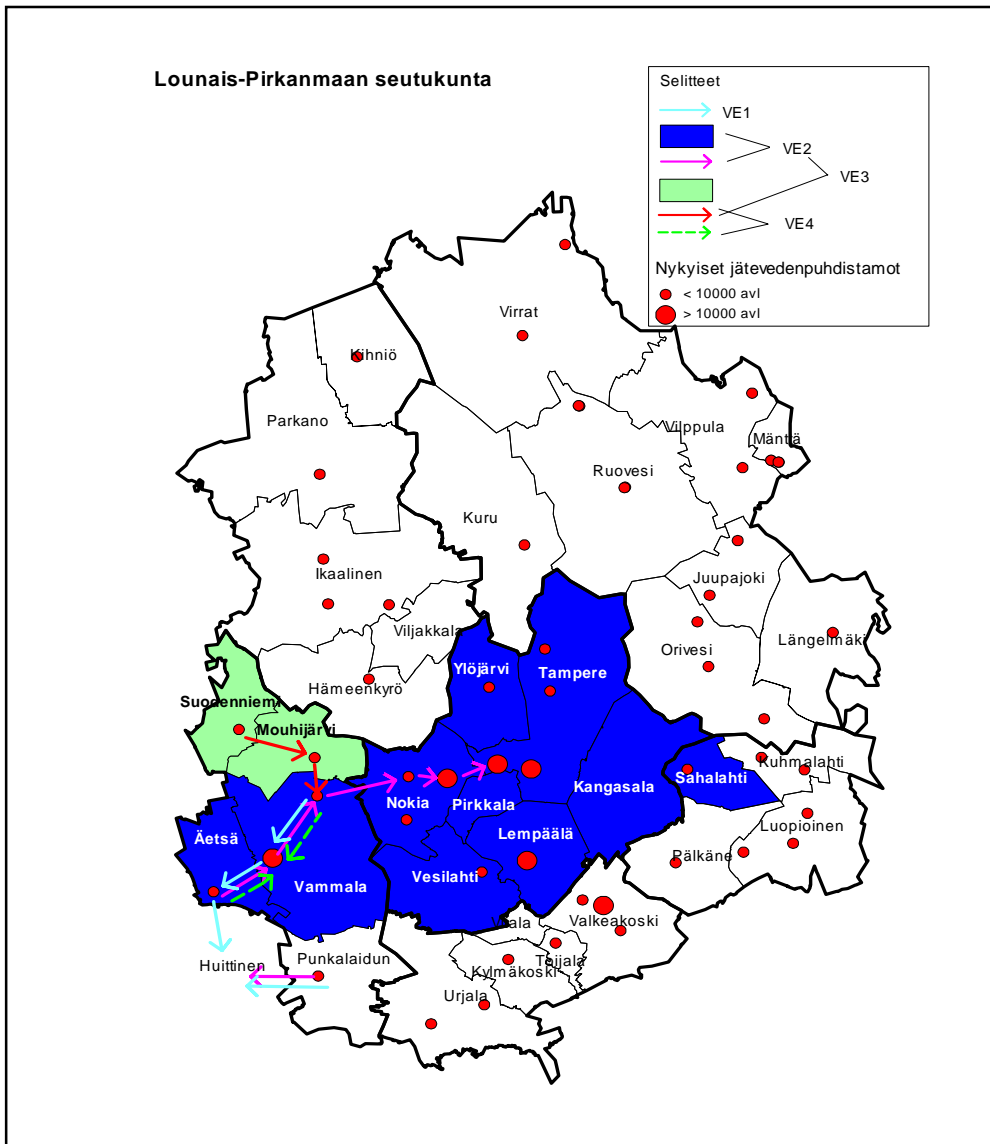 Lounais-Pirkanmaan seutukunta
Selitteet
VE1
VE2
VE3
VE4
Nykyiset jätevedenpuhdistamot
< 10000 avl
> 10000 avl
Virrat
Kihniö
Parkano
Vilppula
Mänttä
Ruovesi
Kuru
Ikaalinen
Juupajoki
Viljakkala
Längelmäki
Orivesi
Ylöjärvi
Tampere
Hämeenkyrö
Suodenniemi
Mouhijärvi
Kuhmalahti
Sahalahti
Kangasala
Nokia
Pirkkala
Luopioinen
Äetsä
Lempäälä
Pälkäne
Vesilahti
Vammala
Valkeakoski
Viiala
Toijala
Huittinen
Punkalaidun
Kylmäkoski
Urjala